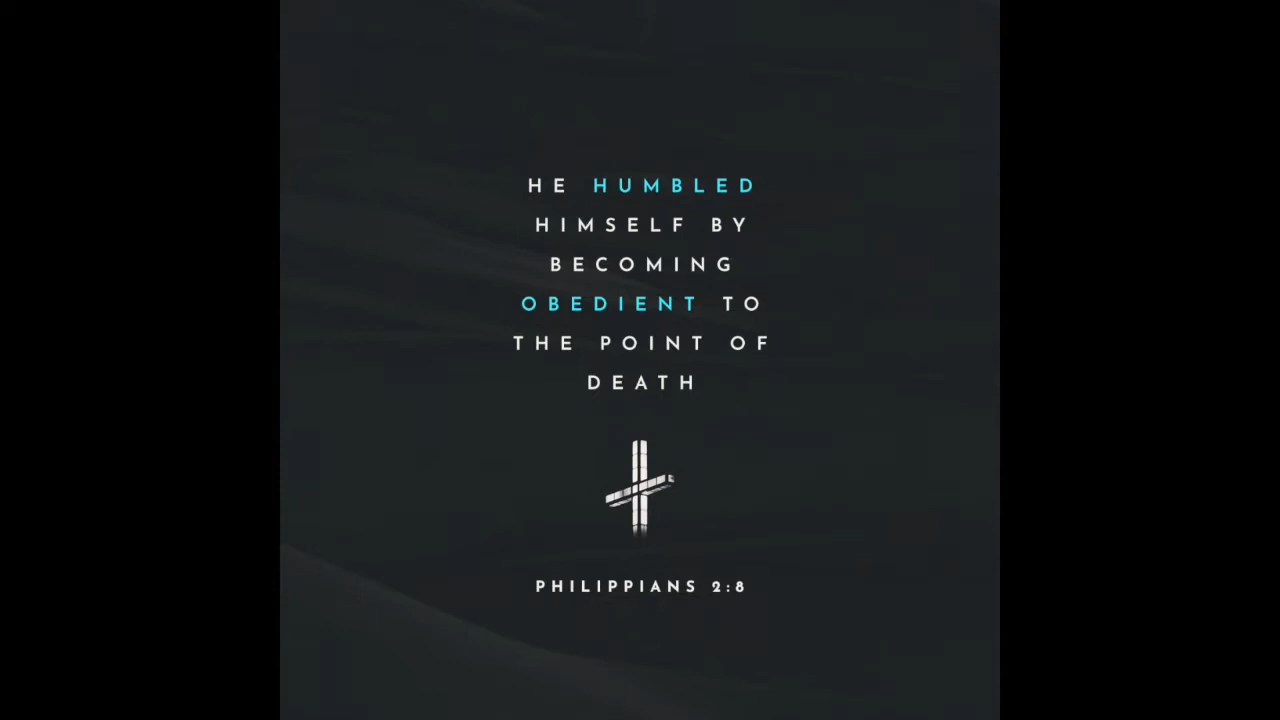 HE HUMBLED
HIMSELF BY
BECOMING
OBEDIENT TO
THE POINT OF
DEATH
PHILIPPIANS 2:8